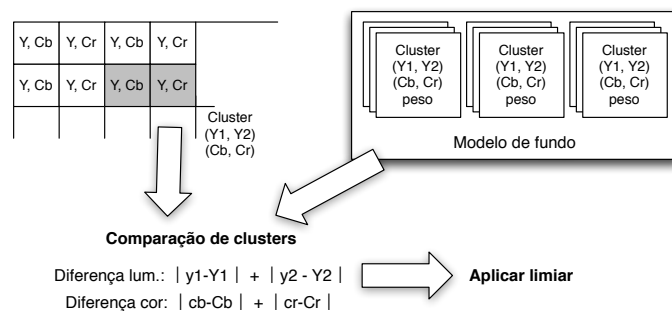 Y, Cb Y, Cr Y, Cb Y, Cr
Y, Cb Y, Cr Y, Cb Y, Cr
Cluster
(Y1, Y2)
(Cb, Cr)
Cluster
(Y1, Y2)
(Cb, Cr)
peso
Cluster
(Y1, Y2)
(Cb, Cr)
peso
Cluster
(Y1, Y2)
(Cb, Cr)
peso
Modelo de fundo
Comparação de clusters
Diferença lum.: | y1-Y1 | + | y2 - Y2 |
Diferença cor: | cb-Cb | + | cr-Cr |
Aplicar limiar